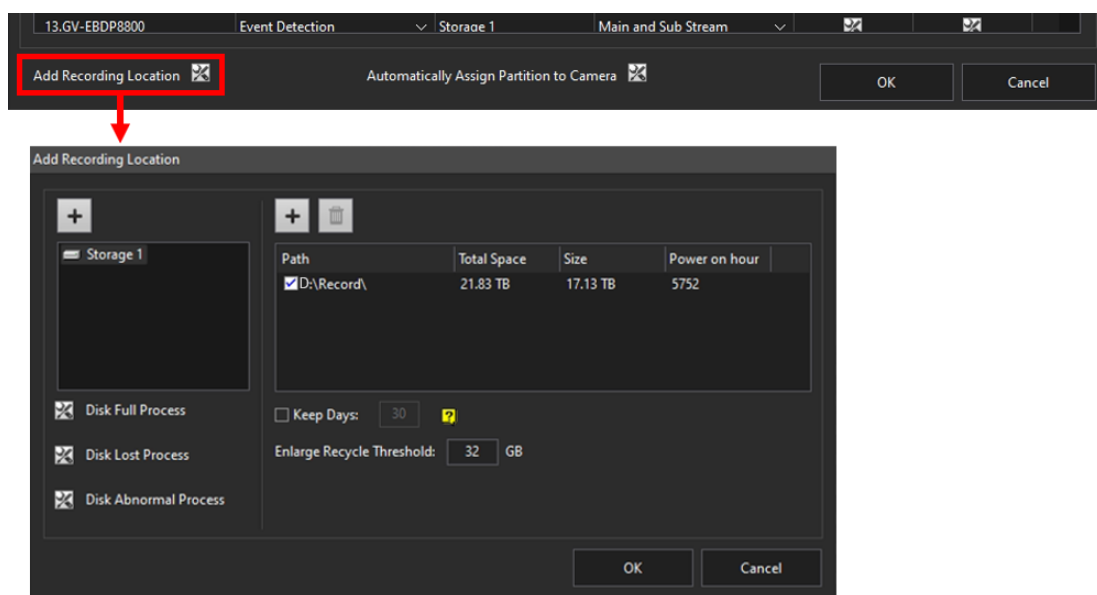 13.GV-EBDP8800 Event Detection Storage 1 Main and Sub Stream
Add Recording Location Automatically Assign Partition to Camera OK Cancel
Add Recording Location
+ +
Storage 1
Path Total Space Size Power on hour
D:\Record\ 21.83 TB 17.13 TB 5752
Disk Full Process
Keep Days: 30 ?
Disk Lost Process
Enlarge Recycle Threshold: 32 GB
Disk Abnormal Process
OK Cancel